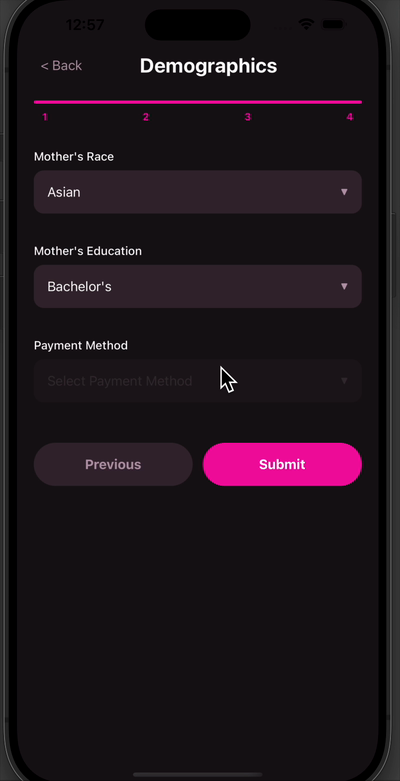 12:57
< Back
Demographics
1 2 3 4
Mother's Race
Asian
Mother's Education
Bachelor's
Payment Method
Select Payment Method
Previous
Submit